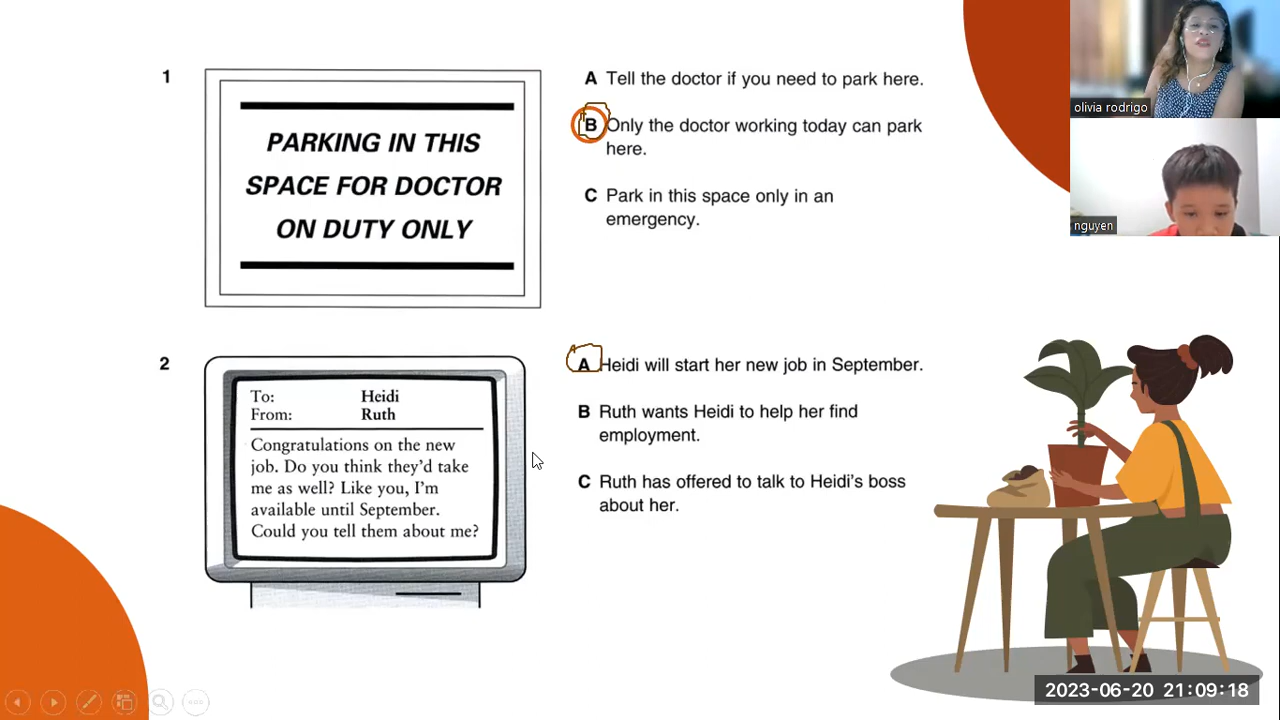 1
PARKING IN THIS
SPACE FOR DOCTOR
ON DUTY ONLY
A Tell the doctor if you need to park here.
B Only the doctor working today can park
here.
C Park in this space only in an
emergency.
2
To: Heidi
From: Ruth
Congratulations on the new
job. Do you think they'd take
me as well? Like you, I'm
available until September.
Could you tell them about me?
A Heidi will start her new job in September.
B Ruth wants Heidi to help her find
employment.
C Ruth has offered to talk to Heidi's boss
about her.
olivia rodrigo
nguyen
2023-06-20 21:09:18